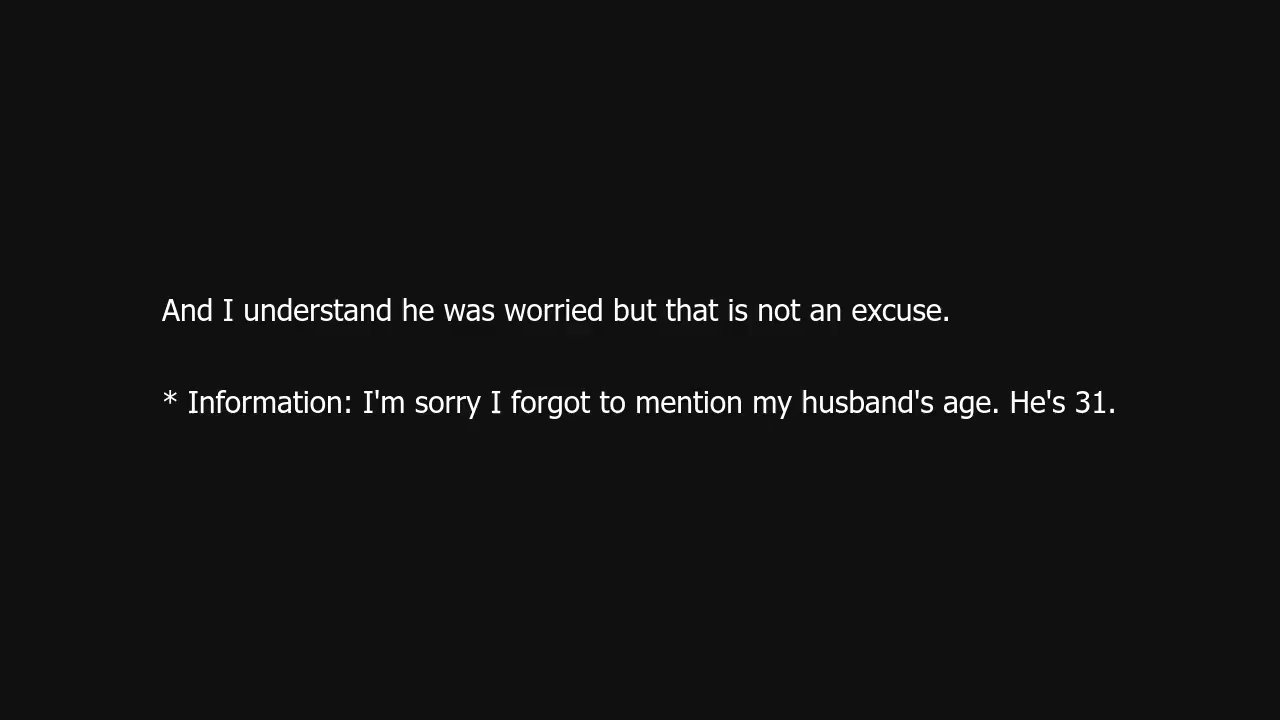 And I understand he was worried but that is not an excuse.
* Information: I'm sorry I forgot to mention my husband's age. He's 31.